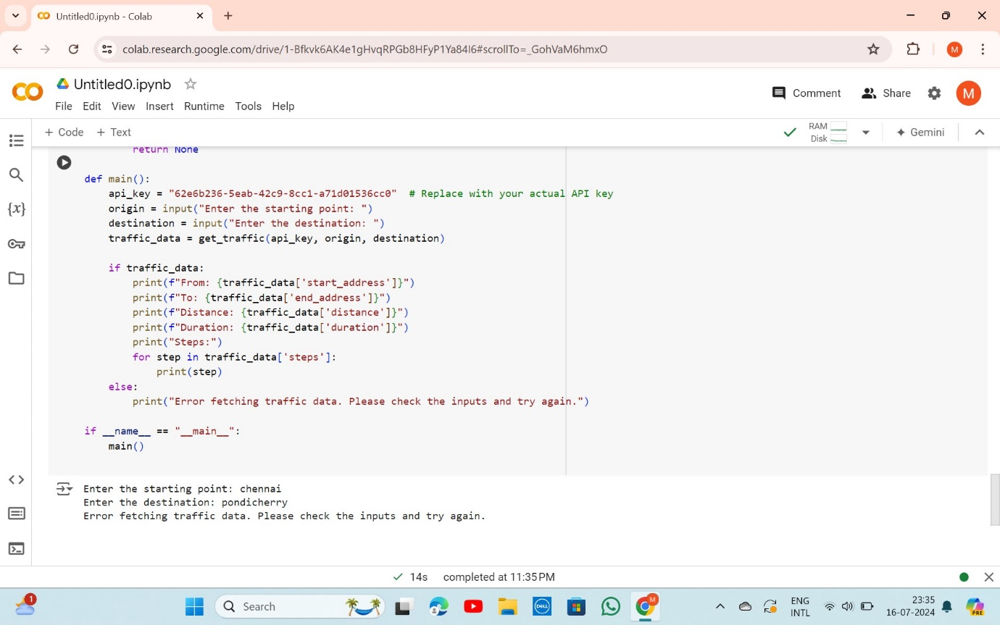 Untitled0.ipynb - Colab
colab.research.google.com/drive/1-Bfkvk6AK4e1gHvqRPGb8HFyP1Ya84I6#scrollTo=_GohVaM6hmxO
M
Untitled0.ipynb
Comment
Share
M
File Edit View Insert Runtime Tools Help
+ Code + Text
RAM
Disk
Gemini
return None
def main():
api_key = "62e6b236-5eab-42c9-8cc1-a71d01536cc0" # Replace with your actual API key
origin = input("Enter the starting point: ")
destination = input("Enter the destination: ")
traffic_data = get_traffic(api_key, origin, destination)
if traffic_data:
print(f"From: {traffic_data['start_address']}")
print(f"To: {traffic_data['end_address']}")
print(f"Distance: {traffic_data['distance']}")
print(f"Duration: {traffic_data['duration']}")
print("Steps:")
for step in traffic_data['steps']:
print(step)
else:
print("Error fetching traffic data. Please check the inputs and try again.")
if __name__ == "__main__":
main()
Enter the starting point: chennai
Enter the destination: pondicherry
Error fetching traffic data. Please check the inputs and try again.
14s completed at 11:35 PM
1
Search
DELL
M
ENG
INTL
23:35
16-07-2024
PRE